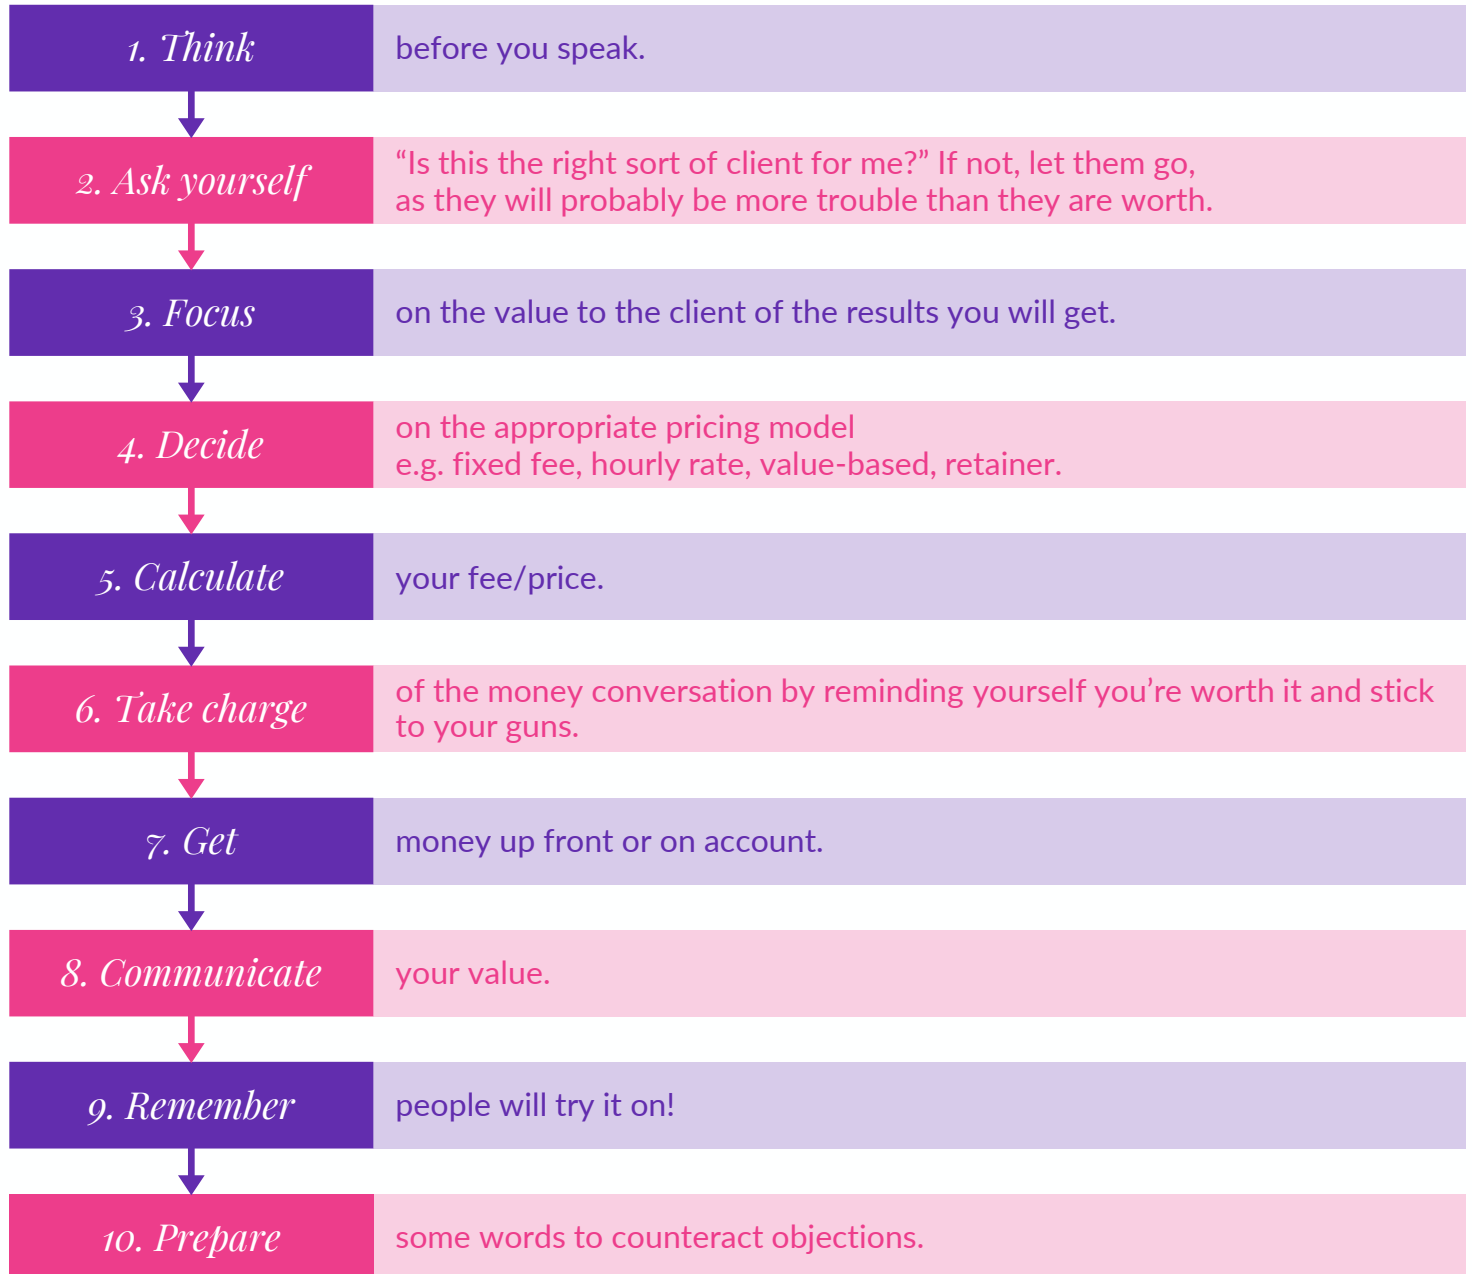 1. Think
before you speak.
2. Ask yourself
“Is this the right sort of client for me?” If not, let them go,
as they will probably be more trouble than they are worth.
3. Focus
on the value to the client of the results you will get.
4. Decide
on the appropriate pricing model
e.g. fixed fee, hourly rate, value-based, retainer.
5. Calculate
your fee/price.
6. Take charge
of the money conversation by reminding yourself you’re worth it and stick
to your guns.
7. Get
money up front or on account.
8. Communicate
your value.
9. Remember
people will try it on!
10. Prepare
some words to counteract objections.